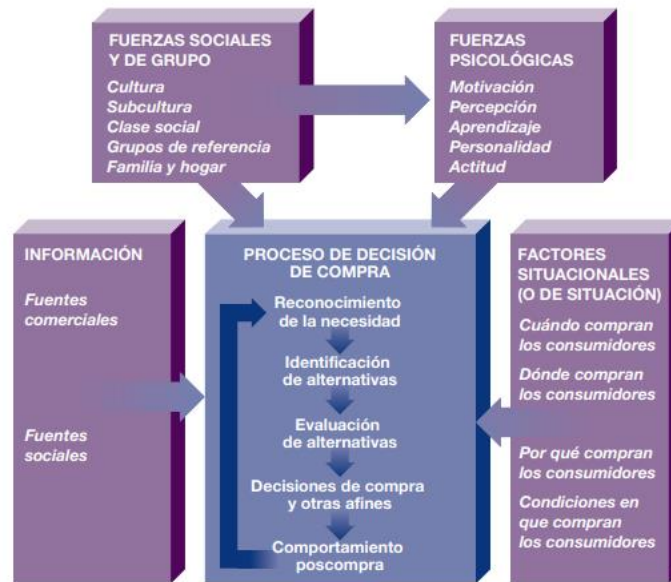 FUERZAS SOCIALES
Y DE GRUPO
Cultura
Subcultura
Clase social
Grupos de referencia
Familia y hogar
FUERZAS
PSICOLÓGICAS
Motivación
Percepción
Aprendizaje
Personalidad
Actitud
INFORMACIÓN
Fuentes
comerciales
Fuentes
sociales
PROCESO DE DECISIÓN
DE COMPRA
Reconocimiento
de la necesidad
Identificación
de alternativas
Evaluación
de alternativas
Decisiones de compra
y otras afines
Comportamiento
poscompra
FACTORES
SITUACIONALES
(O DE SITUACIÓN)
Cuándo compran
los consumidores
Dónde compran
los consumidores
Por qué compran
los consumidores
Condiciones en
que compran
los consumidores